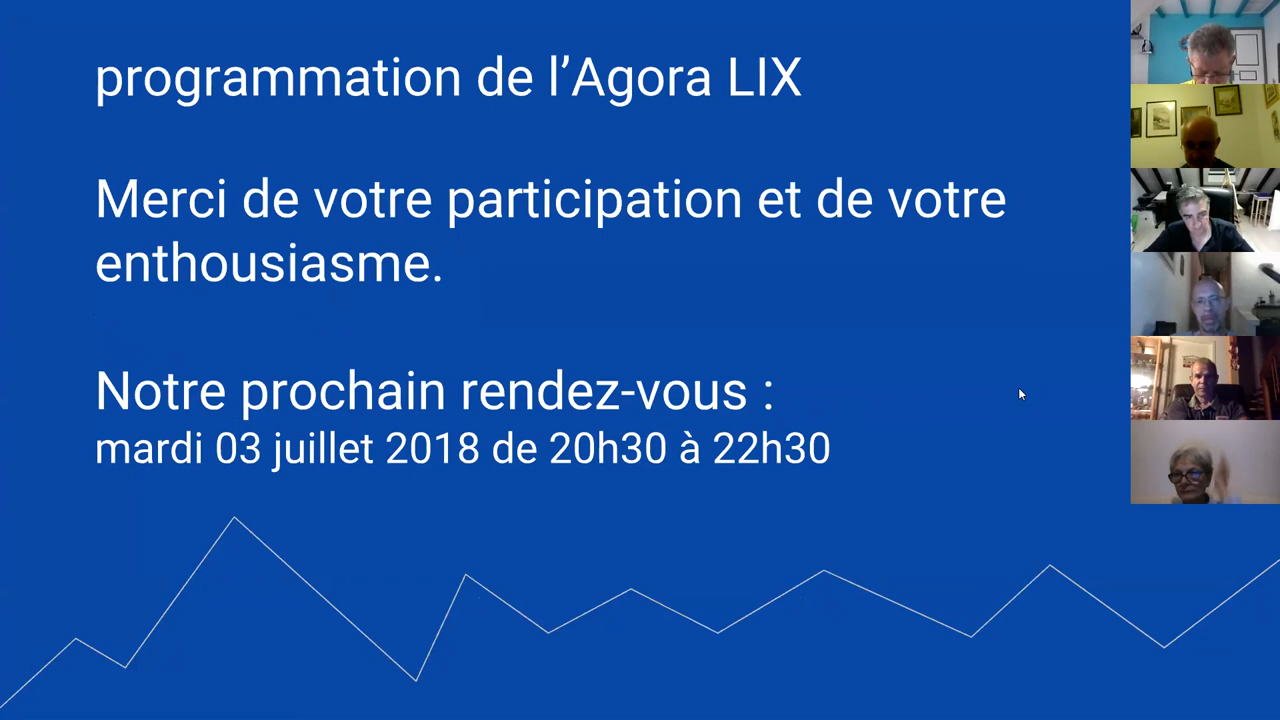 programmation de l’Agora LIX
Merci de votre participation et de votre
enthousiasme.
Notre prochain rendez-vous :
mardi 03 juillet 2018 de 20h30 à 22h30